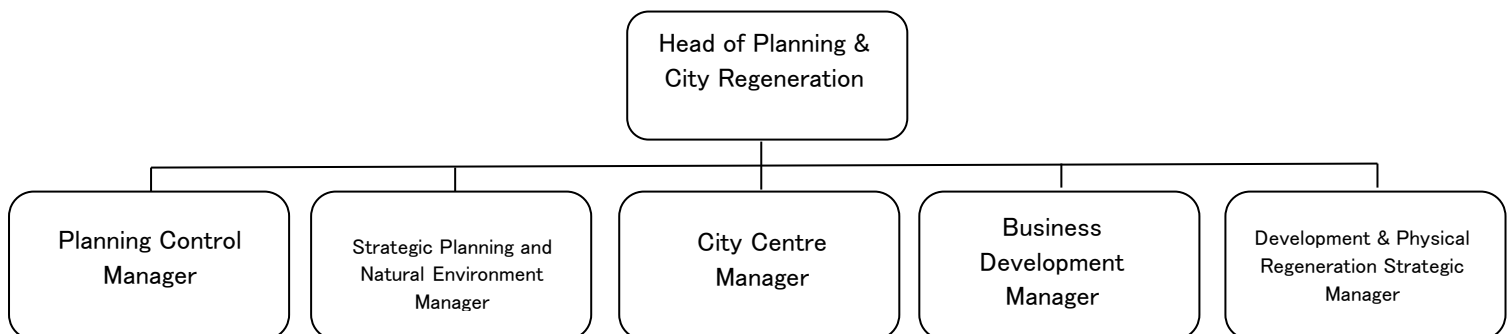 Head of Planning &
City Regeneration
Planning Control
Manager
Strategic Planning and
Natural Environment
Manager
City Centre
Manager
Business
Development
Manager
Development & Physical
Regeneration Strategic
Manager